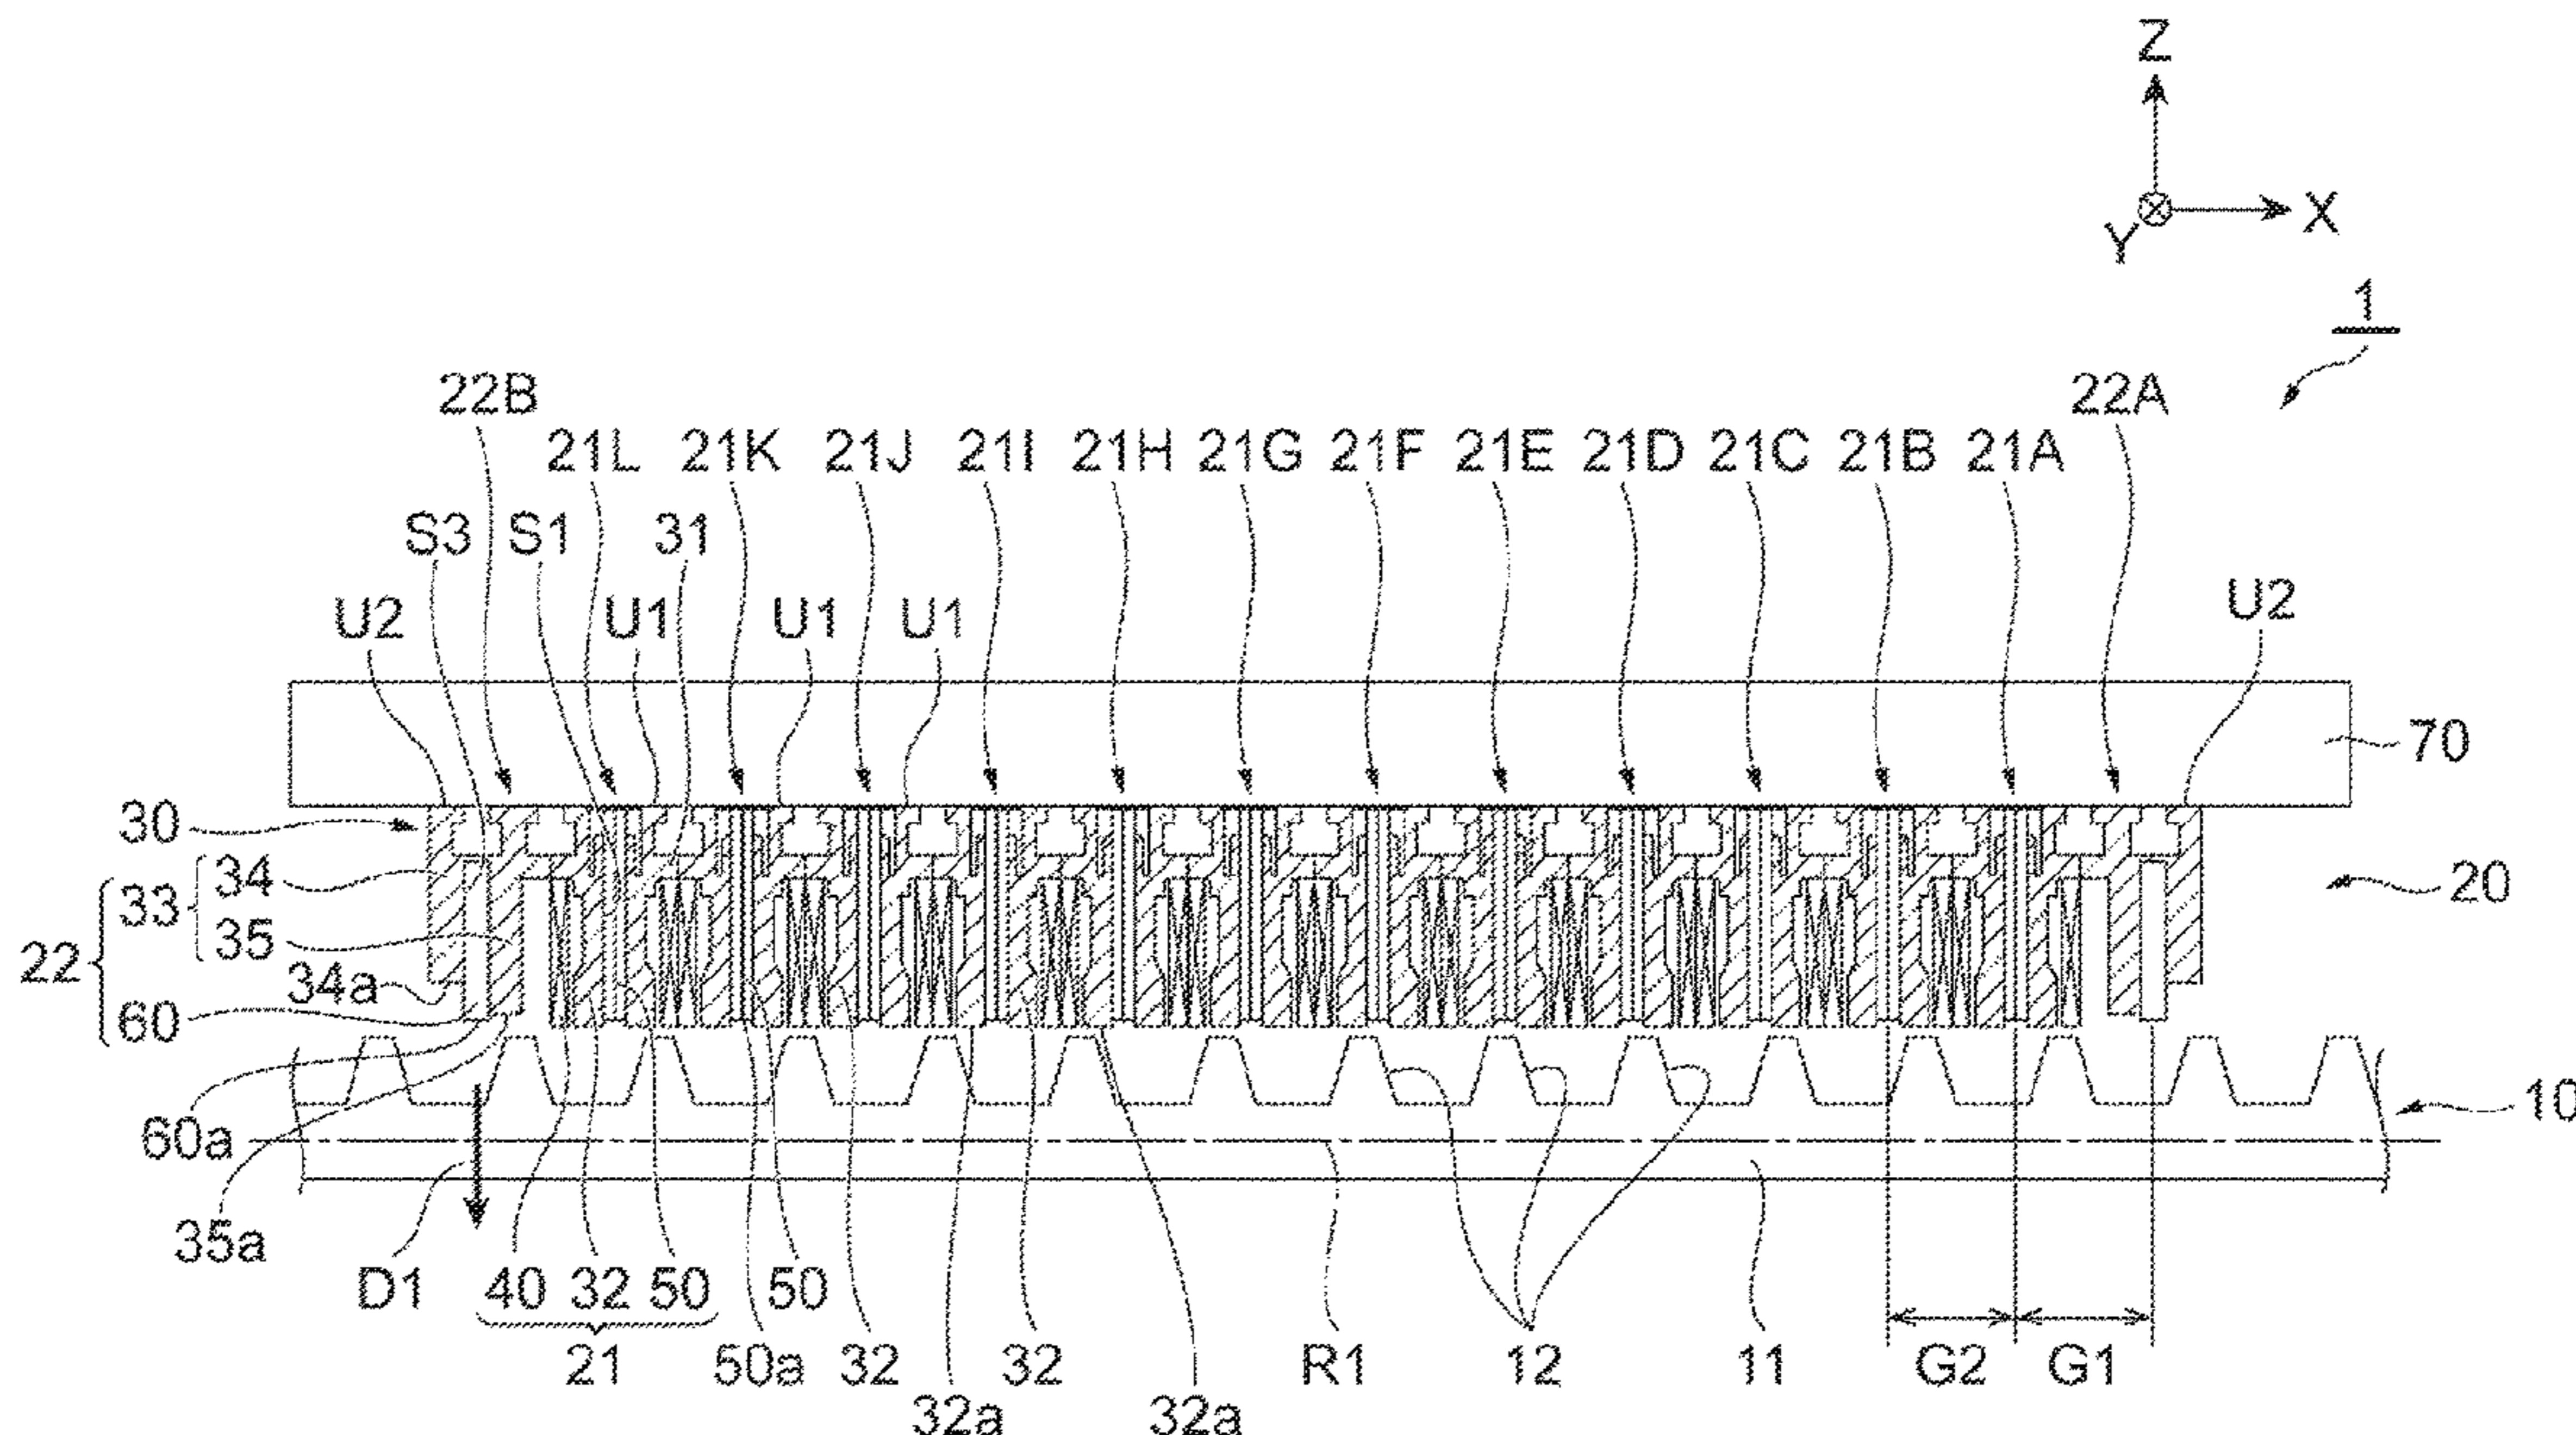 Z
X
Y
1
22B
22A
21L 21K 21J 21I 21H 21G 21F 21E 21D 21C 21B 21A
S3 S1 31
U2 U1 U1 U1 U2
70
30
34
33
35
20
22
34a
60
10
60a
35a
D1 40 32 50 50
21 50a 32 32 R1 12 11 G2 G1
32a 32a